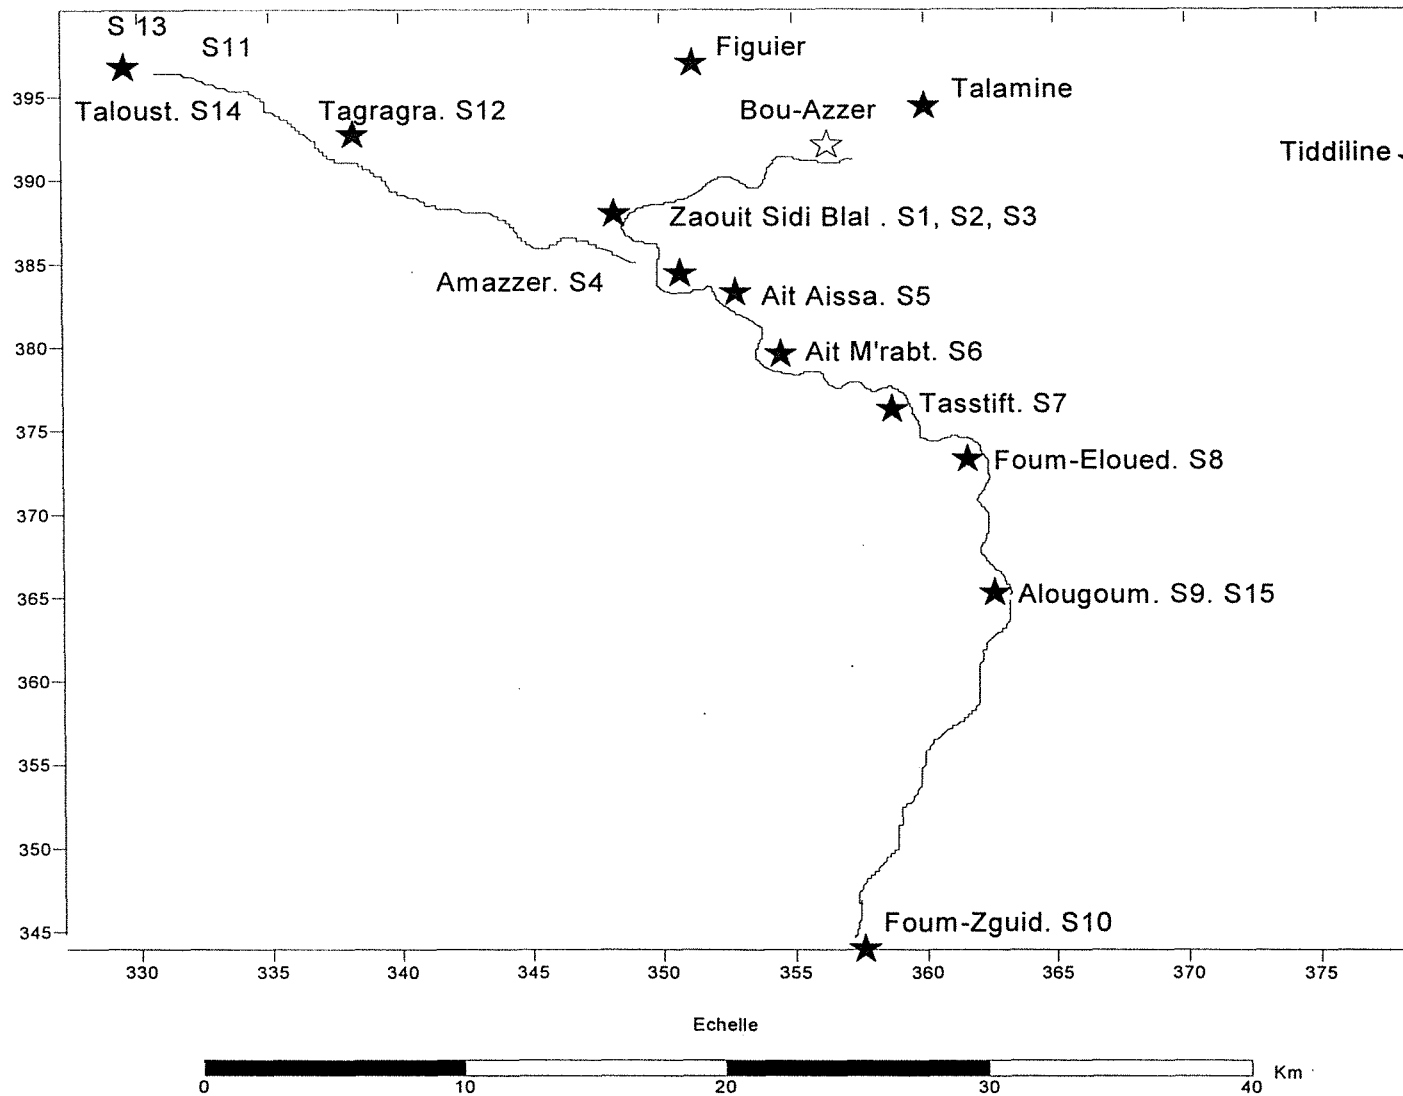 S 13
S11
Figuier
Talamine
395
Taloust. S14
Tagragra. S12
Bou-Azzer
Tiddiline
390
Zaouit Sidi Blal . S1, S2, S3
385
Amazzer. S4
Ait Aissa. S5
380
Ait M'rabt. S6
Tasstift. S7
375
Foum-Eloued. S8
370
365
Alougoum. S9. S15
360
355
350
345
Foum-Zguid. S10
330 335 340 345 350 355 360 365 370 375
Echelle
0 10 20 30 40 Km